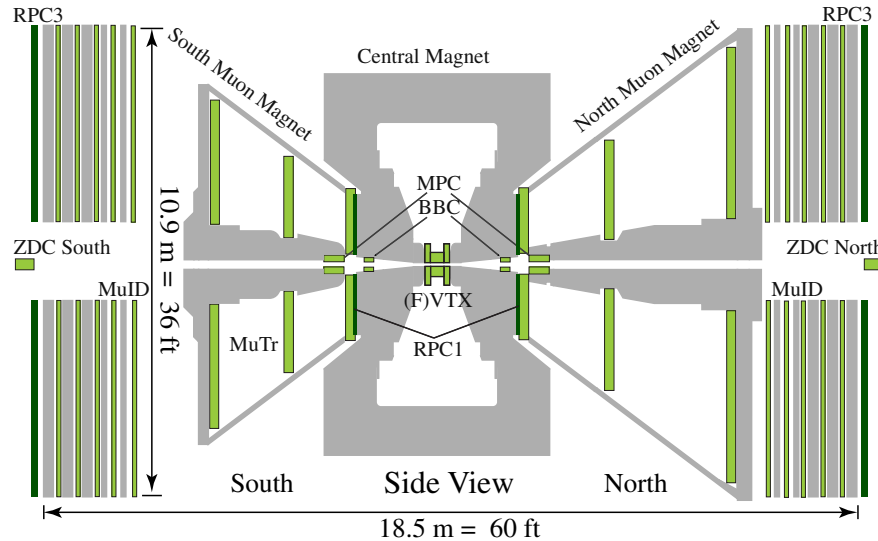 RPC3
RPC3
South Muon Magnet
Central Magnet
North Muon Magnet
MPC
BBC
10.9 m = 36 ft
ZDC South
ZDC North
MuID
(F)VTX
MuID
MuTr
RPC1
South
Side View
North
18.5 m = 60 ft